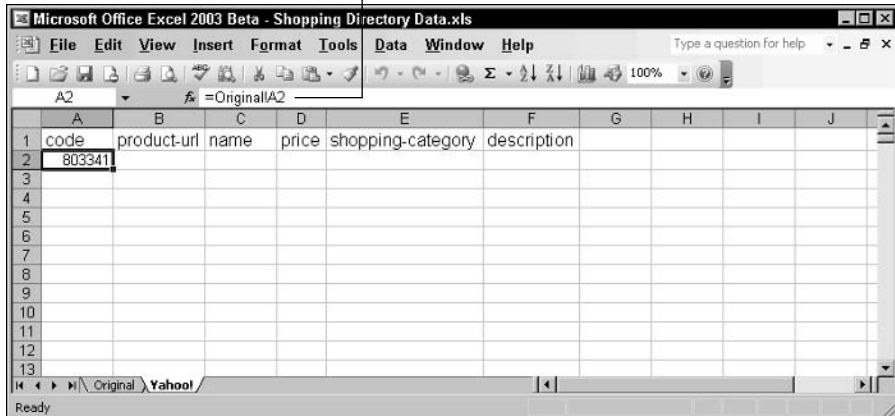 Microsoft Office Excel 2003 Beta - Shopping Directory Data.xls
File Edit View Insert Format Tools Data Window Help Type a question for help
100%
A2 fx =Original!A2
A B C D E F G H I J
1 code product-url name price shopping-category description
2 803341
3
4
5
6
7
8
9
10
11
12
13
Original Yahoo!
Ready